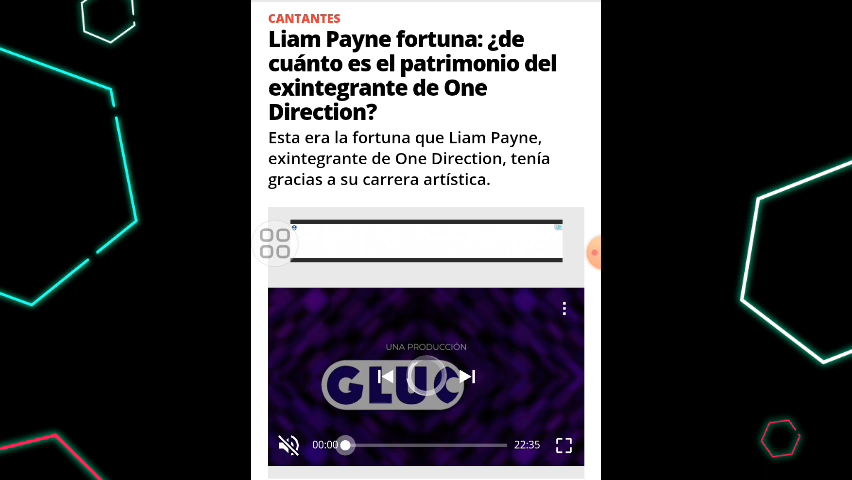 CANTANTES
Liam Payne fortuna: ¿de
cuánto es el patrimonio del
exintegrante de One
Direction?
Esta era la fortuna que Liam Payne,
exintegrante de One Direction, tenía
gracias a su carrera artística.
UNA PRODUCCIÓN
GLUC
00:00
22:35